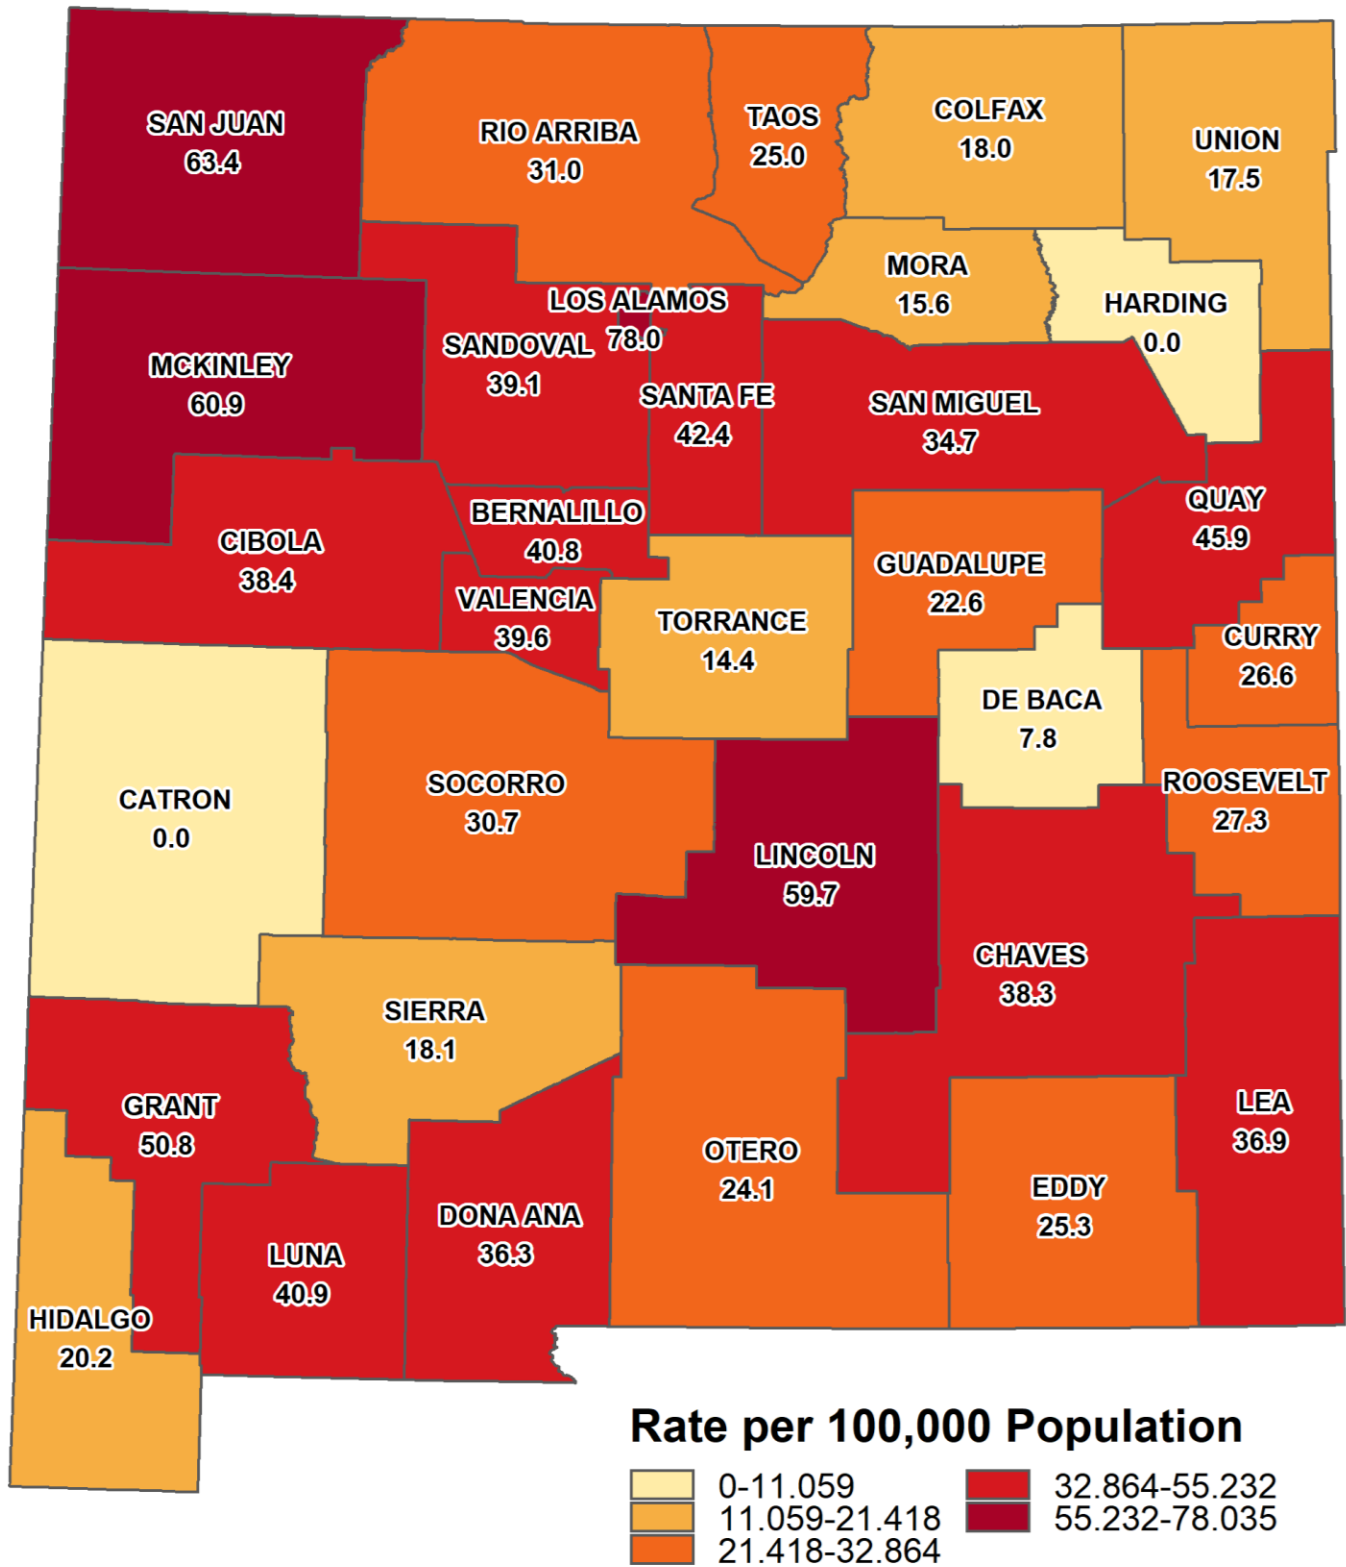 SAN JUAN
63.4
RIO ARRIBA
31.0
TAOS
25.0
COLFAX
18.0
UNION
17.5
MORA
15.6
HARDING
0.0
LOS ALAMOS
78.0
MCKINLEY
60.9
SANDOVAL
39.1
SANTA FE
42.4
SAN MIGUEL
34.7
QUAY
45.9
CIBOLA
38.4
BERNALILLO
40.8
VALENCIA
39.6
TORRANCE
14.4
GUADALUPE
22.6
CURRY
26.6
DE BACA
7.8
ROOSEVELT
27.3
CATRON
0.0
SOCORRO
30.7
LINCOLN
59.7
CHAVES
38.3
SIERRA
18.1
GRANT
50.8
LEA
36.9
OTERO
24.1
EDDY
25.3
DONA ANA
36.3
LUNA
40.9
HIDALGO
20.2
Rate per 100,000 Population
0-11.059
11.059-21.418
21.418-32.864
32.864-55.232
55.232-78.035